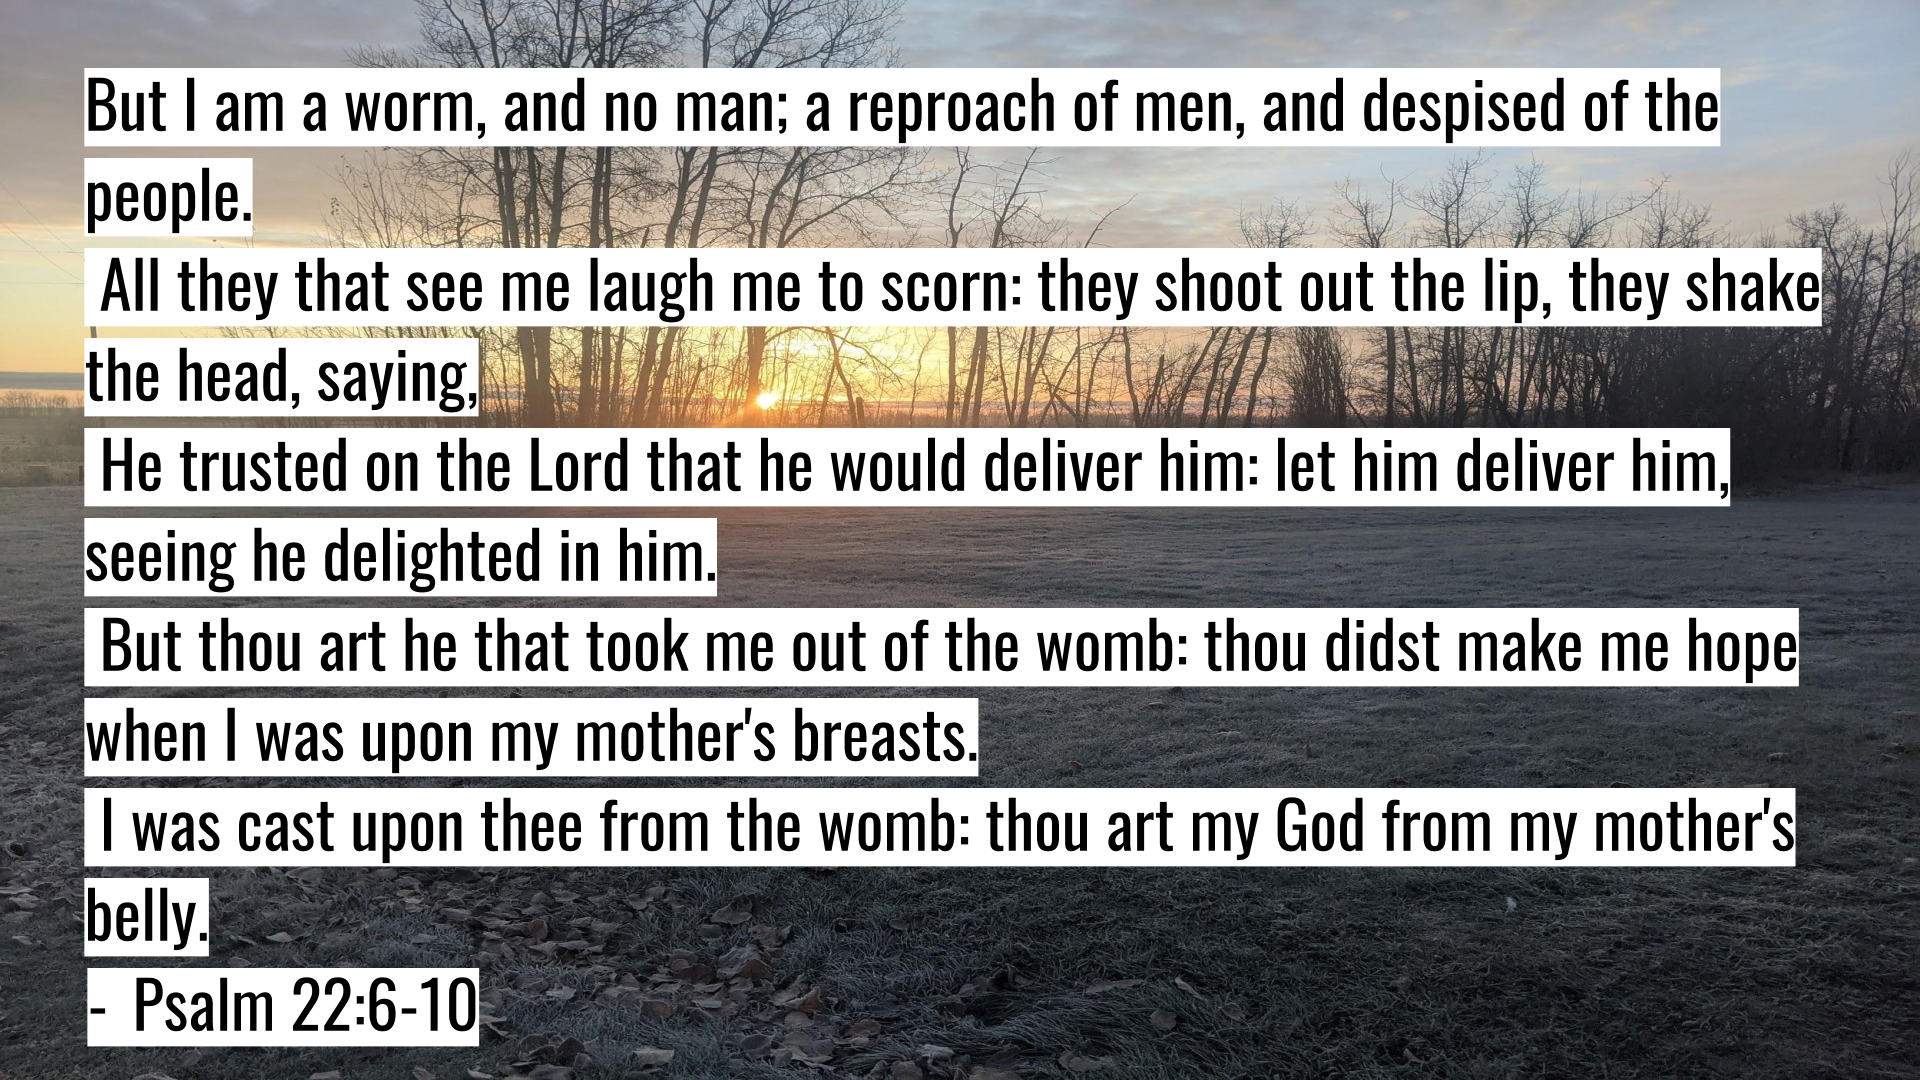 But I am a worm, and no man; a reproach of men, and despised of the
people.
All they that see me laugh me to scorn: they shoot out the lip, they shake
the head, saying,
He trusted on the Lord that he would deliver him: let him deliver him,
seeing he delighted in him.
But thou art he that took me out of the womb: thou didst make me hope
when I was upon my mother's breasts.
I was cast upon thee from the womb: thou art my God from my mother's
belly.
- Psalm 22:6-10